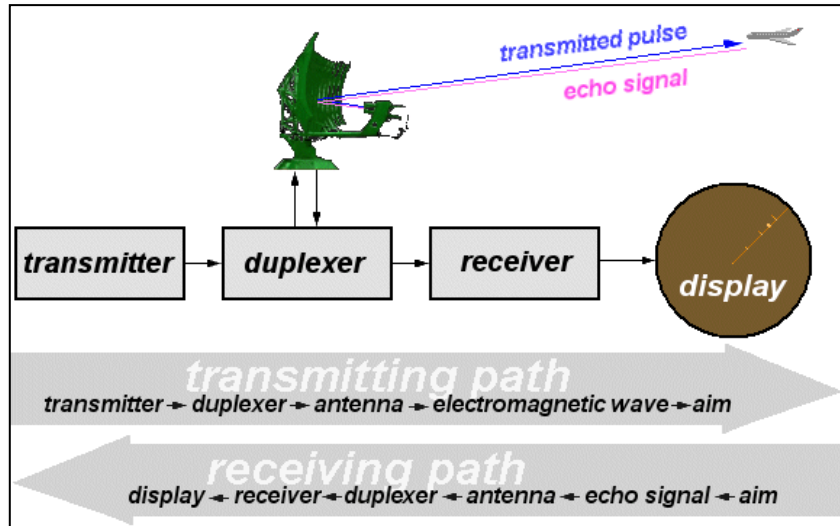 transmitted pulse
echo signal
transmitter
duplexer
receiver
display
transmitting path
transmitter→duplexer→antenna→electromagnetic wave→aim
receiving path
display←receiver←duplexer←antenna←echo signal←aim